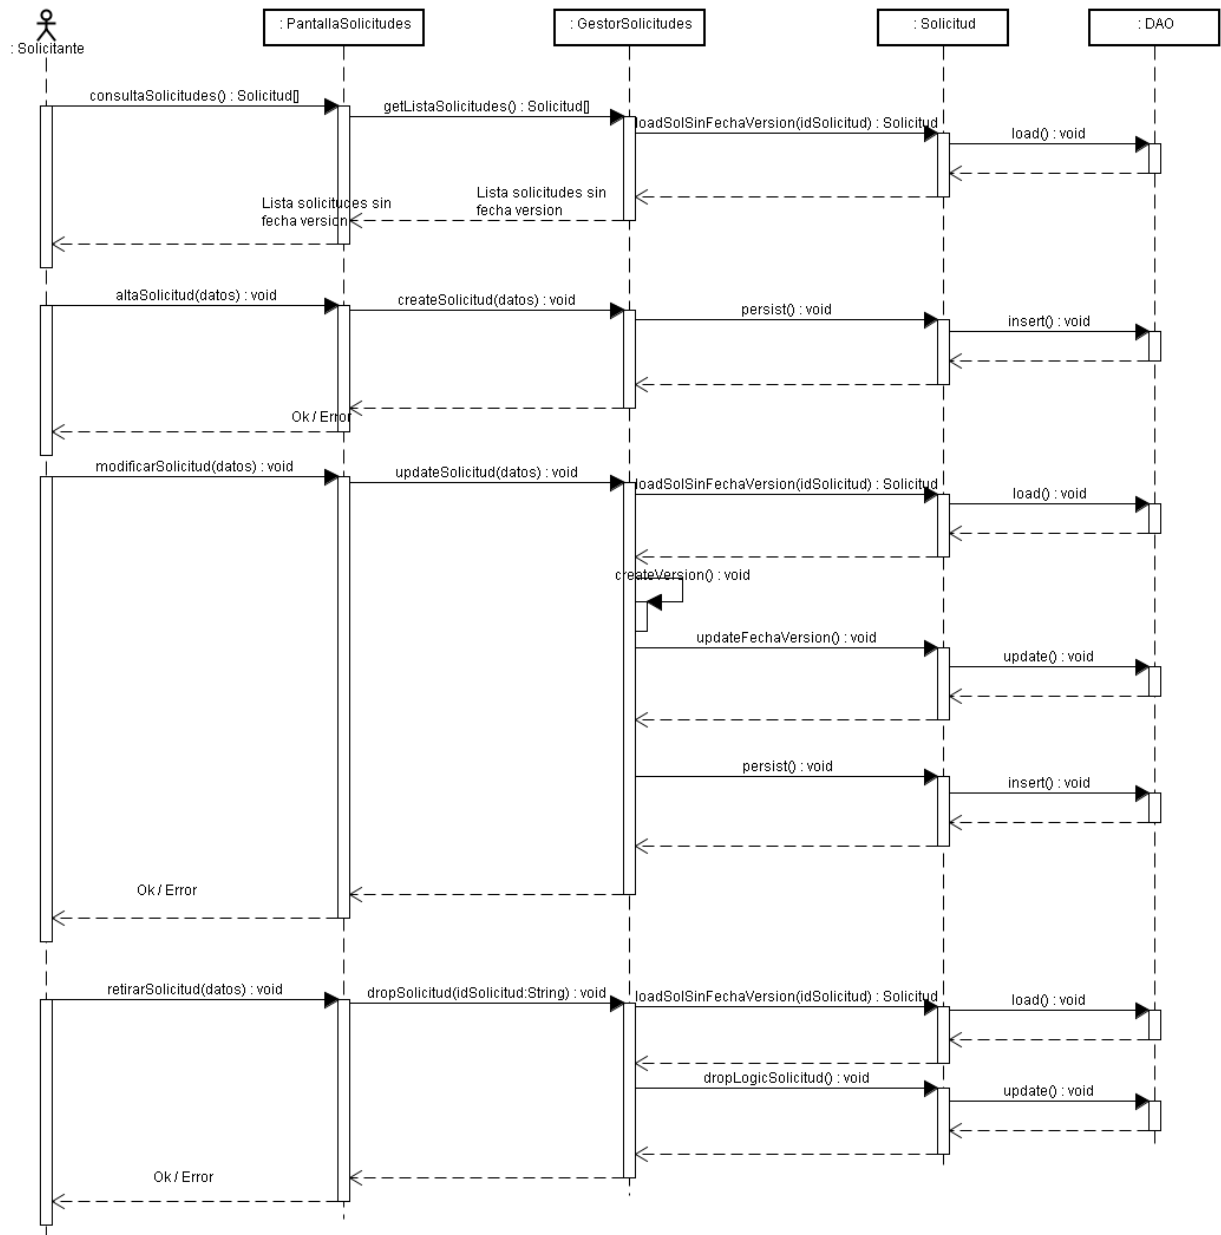 : Solicitante
: PantallaSolicitudes
: GestorSolicitudes
: Solicitud
: DAO
consultaSolicitudes() : Solicitud[]
getListaSolicitudes() : Solicitud[]
loadSolSinFechaVersion(idSolicitud) : Solicitud
load() : void
Lista solicitudes sin
fecha version
Lista solicitudes sin
fecha version
altaSolicitud(datos) : void
createSolicitud(datos) : void
persist() : void
insert() : void
Ok / Error
modificarSolicitud(datos) : void
updateSolicitud(datos) : void
loadSolSinFechaVersion(idSolicitud) : Solicitud
load() : void
createVersion() : void
updateFechaVersion() : void
update() : void
persist() : void
insert() : void
Ok / Error
retirarSolicitud(datos) : void
dropSolicitud(idSolicitud:String) : void
loadSolSinFechaVersion(idSolicitud) : Solicitud
load() : void
dropLogicSolicitud() : void
update() : void
Ok / Error